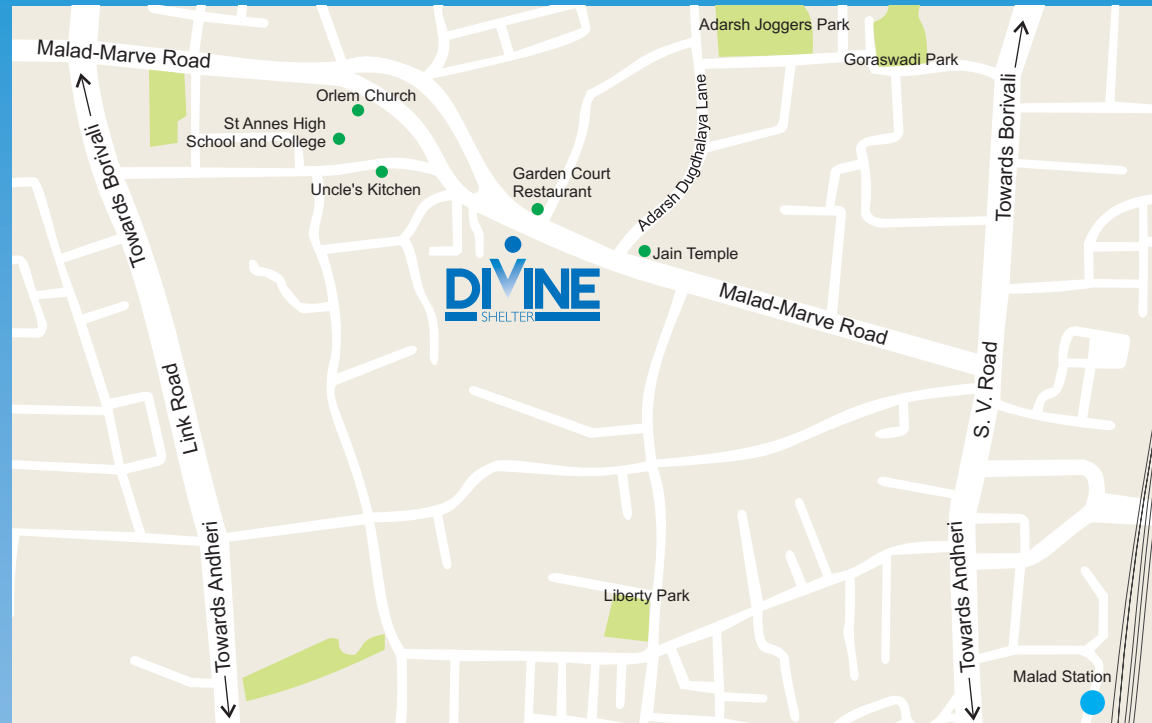 Adarsh Joggers Park
Malad-Marve Road
Goraswadi Park
Orlem Church
St Annes High
School and College
Uncle's Kitchen
Garden Court
Restaurant
Adarsh Dugdhalaya Lane
Jain Temple
DIVINE
SHELTER
Malad-Marve Road
Towards Borivali
Towards Borivali
Link Road
S. V. Road
Towards Andheri
Towards Andheri
Liberty Park
Malad Station